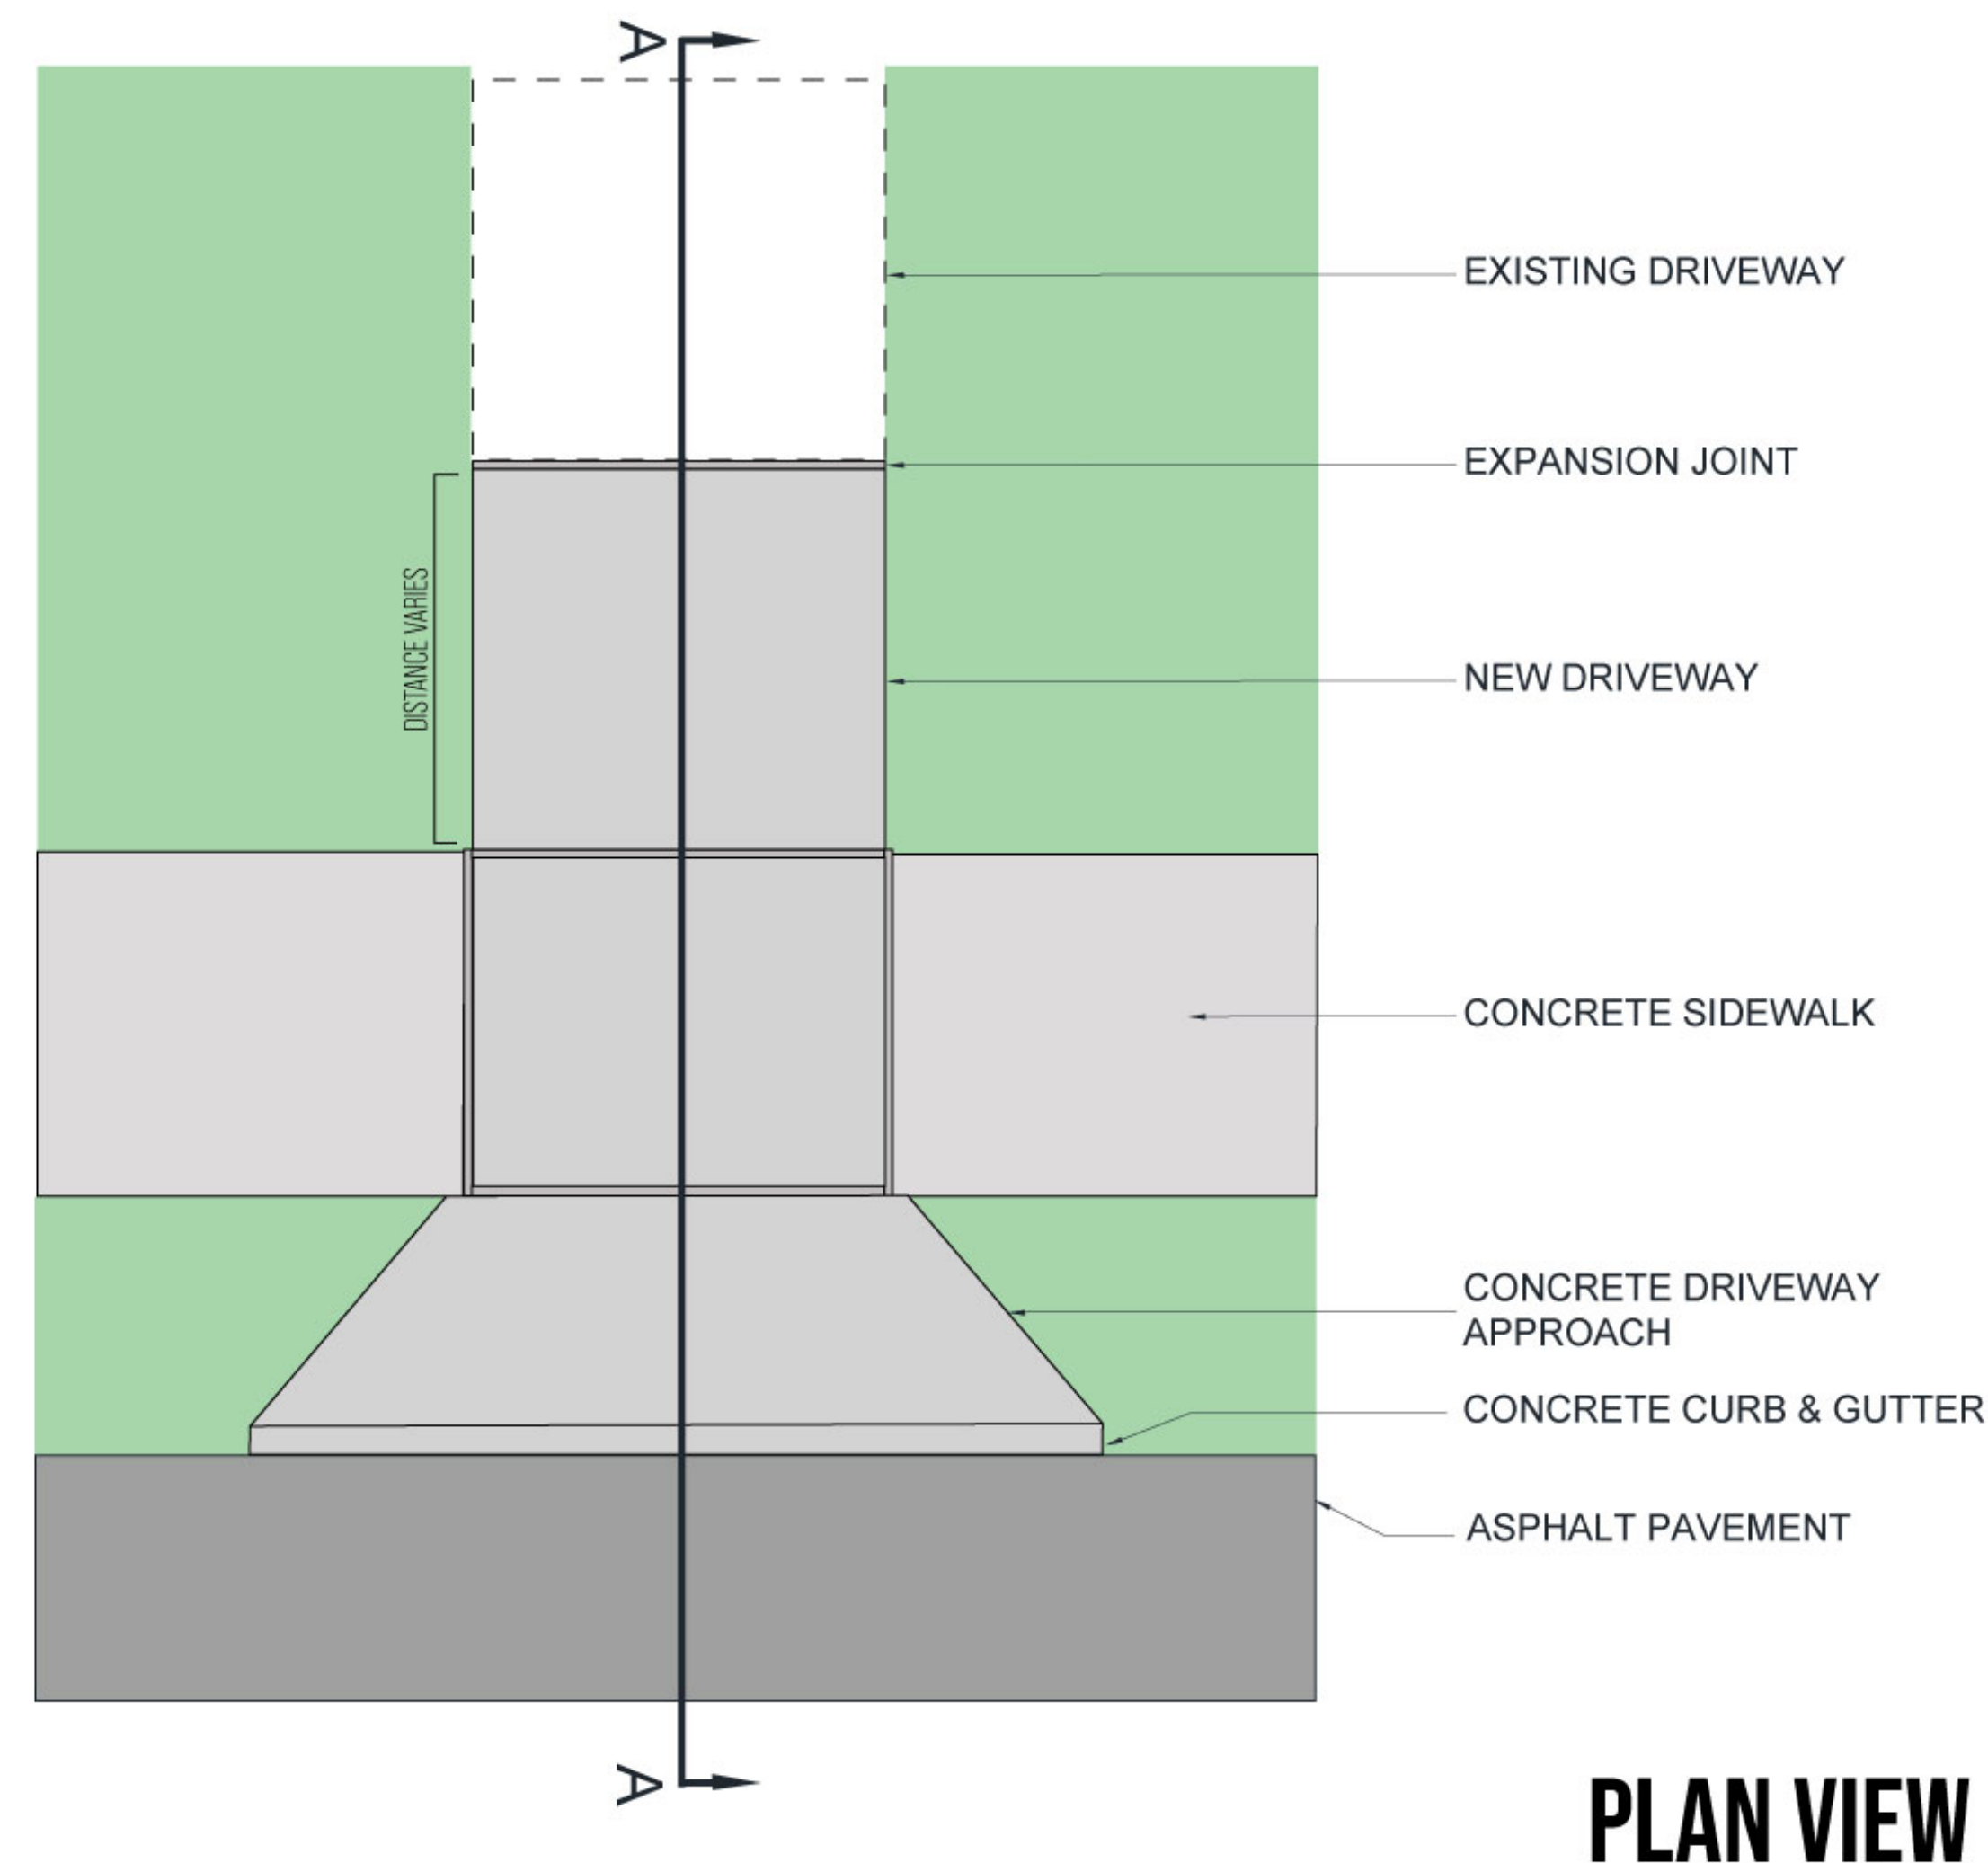 A
EXISTING DRIVEWAY
EXPANSION JOINT
DISTANCE VARIES
NEW DRIVEWAY
CONCRETE SIDEWALK
CONCRETE DRIVEWAY
APPROACH
CONCRETE CURB & GUTTER
ASPHALT PAVEMENT
A
PLAN VIEW